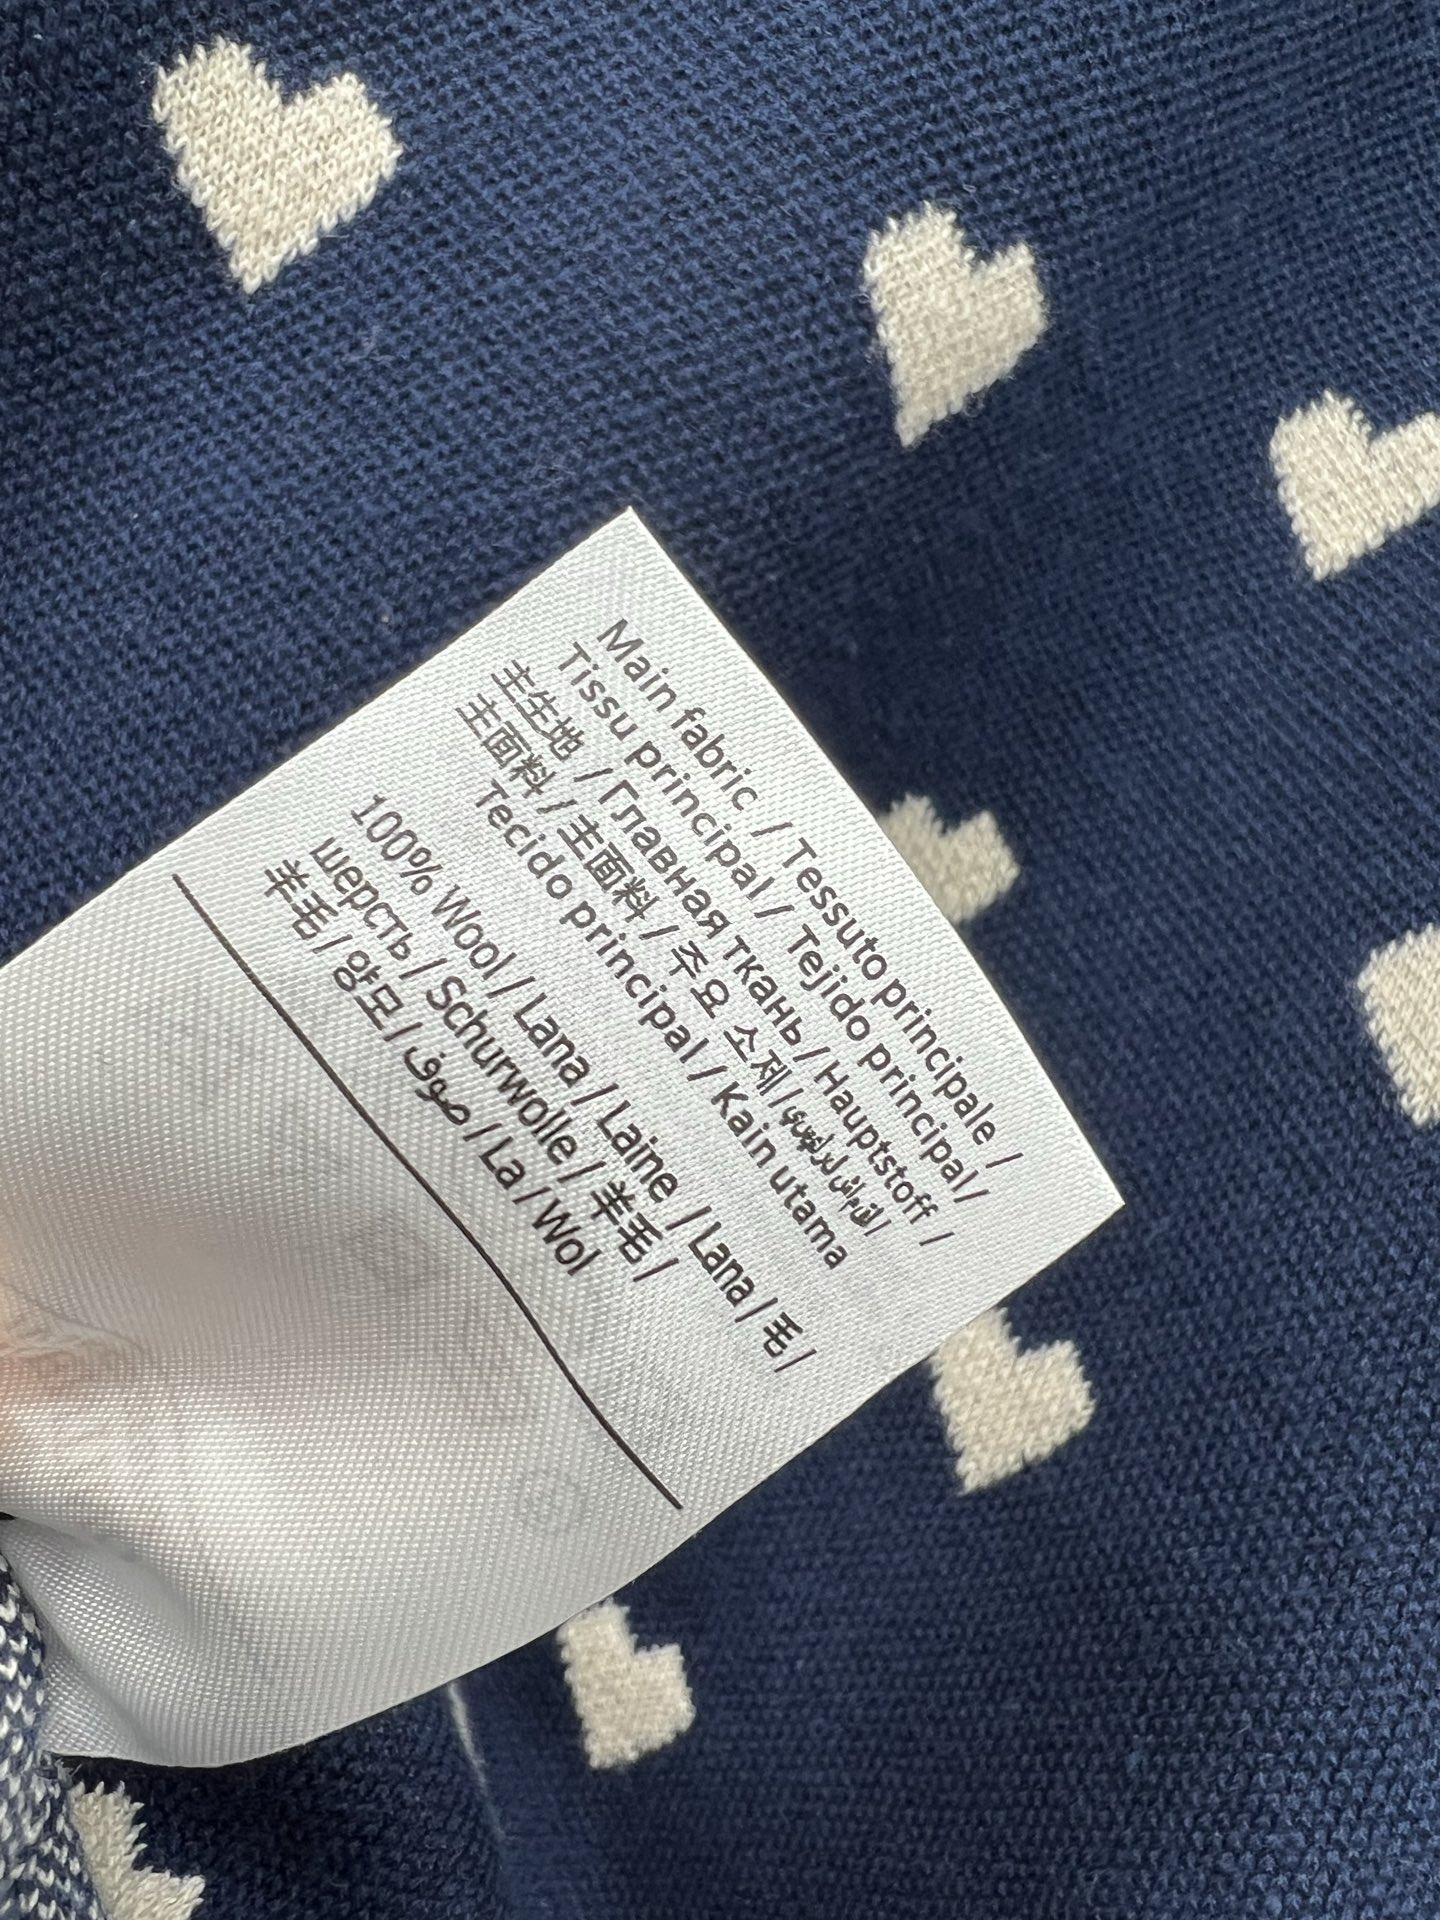 Main fabric / Tessuto principale /
Tissu principal / Tejido principal/
主生地 / Главная ткань / Hauptstoff /
主面料 / 主面料 / 주요 소제 / /
Tecido principal / Kain utama
100% Wool / Lana / Laine / Lana / 毛 /
шерсть / Schurwolle / 羊毛 /
羊毛 / 양모 / صوف / La / Wol